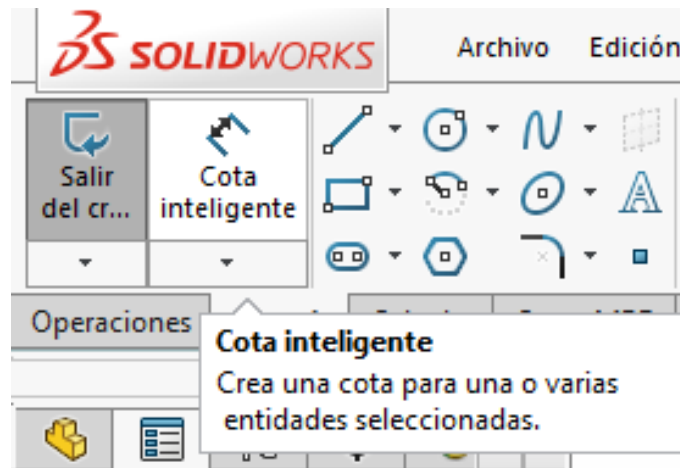 SOLIDWORKS
Archivo Edición
Salir
del cr...
Cota
inteligente
Operaciones
Cota inteligente
Crea una cota para una o varias
entidades seleccionadas.